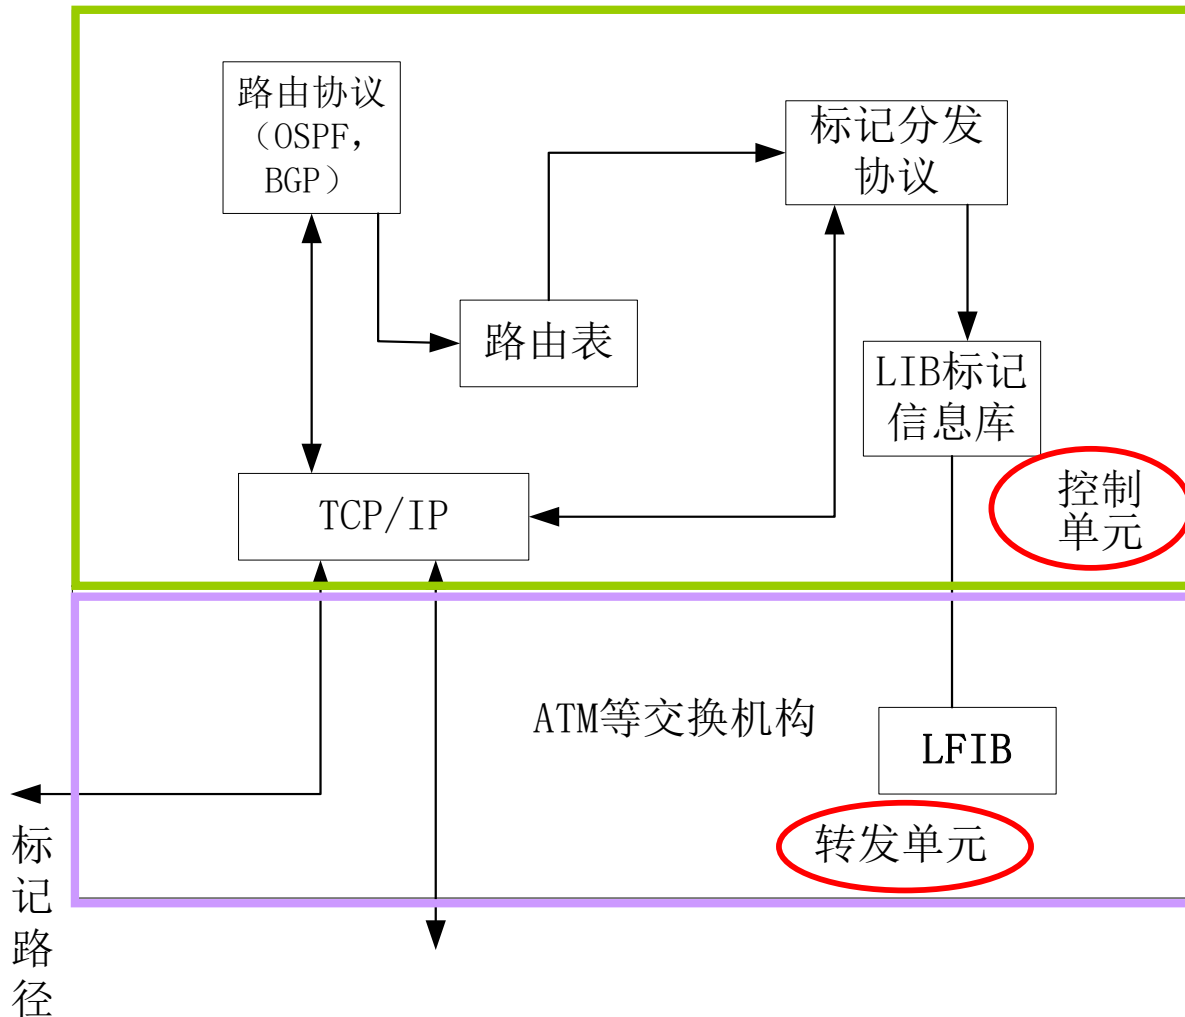 路由协议
（OSPF，
BGP）
标记分发
协议
路由表
LIB标记
信息库
TCP/IP
控制
单元
ATM等交换机构
LFIB
转发单元
标
记
路
径